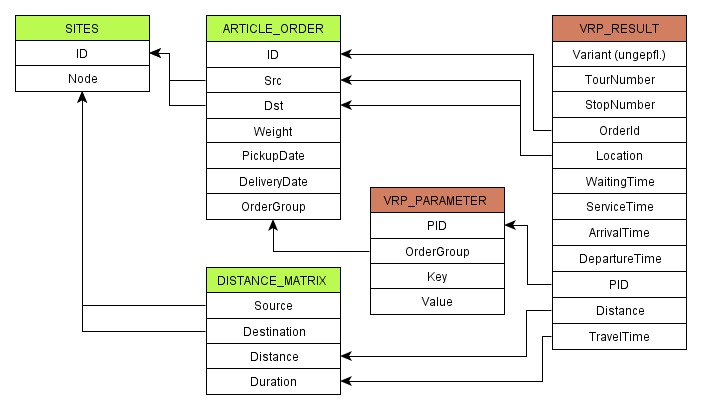 SITES
ID
Node
ARTICLE_ORDER
ID
Src
Dst
Weight
PickupDate
DeliveryDate
OrderGroup
DISTANCE_MATRIX
Source
Destination
Distance
Duration
VRP_PARAMETER
PID
OrderGroup
Key
Value
VRP_RESULT
Variant (ungepfl.)
TourNumber
StopNumber
OrderId
Location
WaitingTime
ServiceTime
ArrivalTime
DepartureTime
PID
Distance
TravelTime